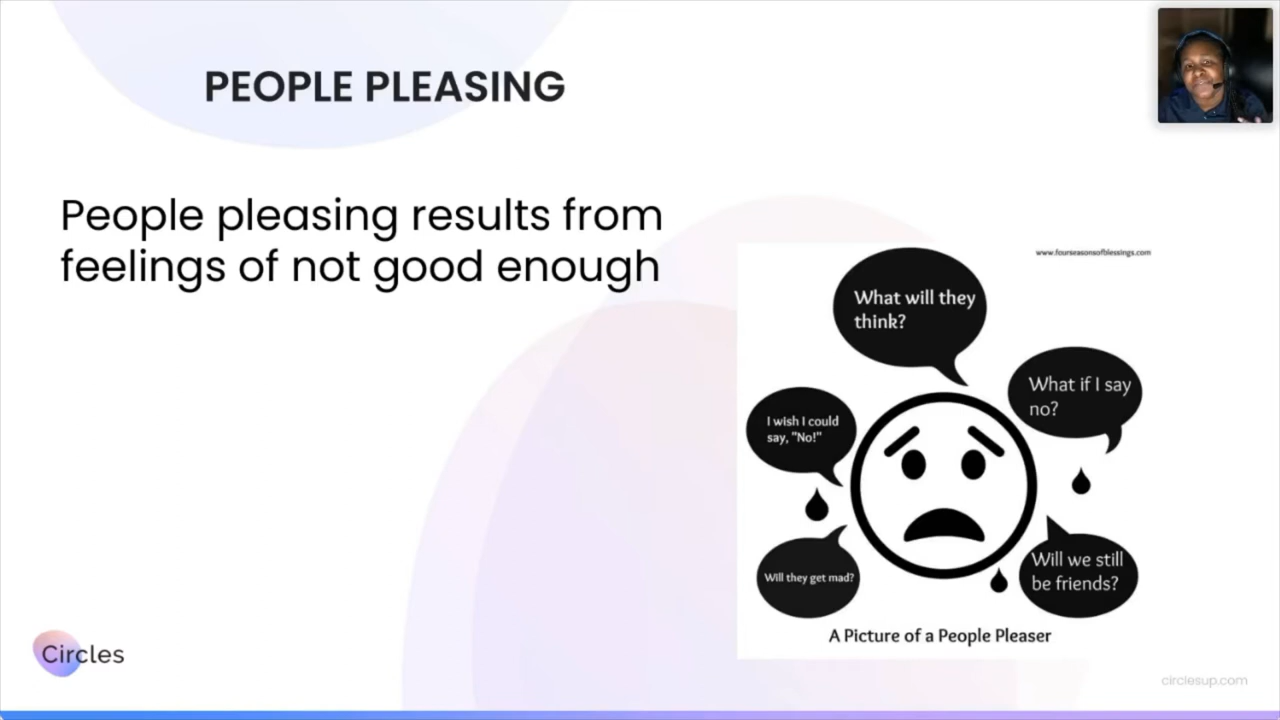 PEOPLE PLEASING
People pleasing results from
feelings of not good enough
www.fourseasonsofblessings.com
What will they
think?
What if I say
no?
I wish I could
say, "No!"
Will they get mad?
Will we still
be friends?
A Picture of a People Pleaser
Circles
circlesup.com